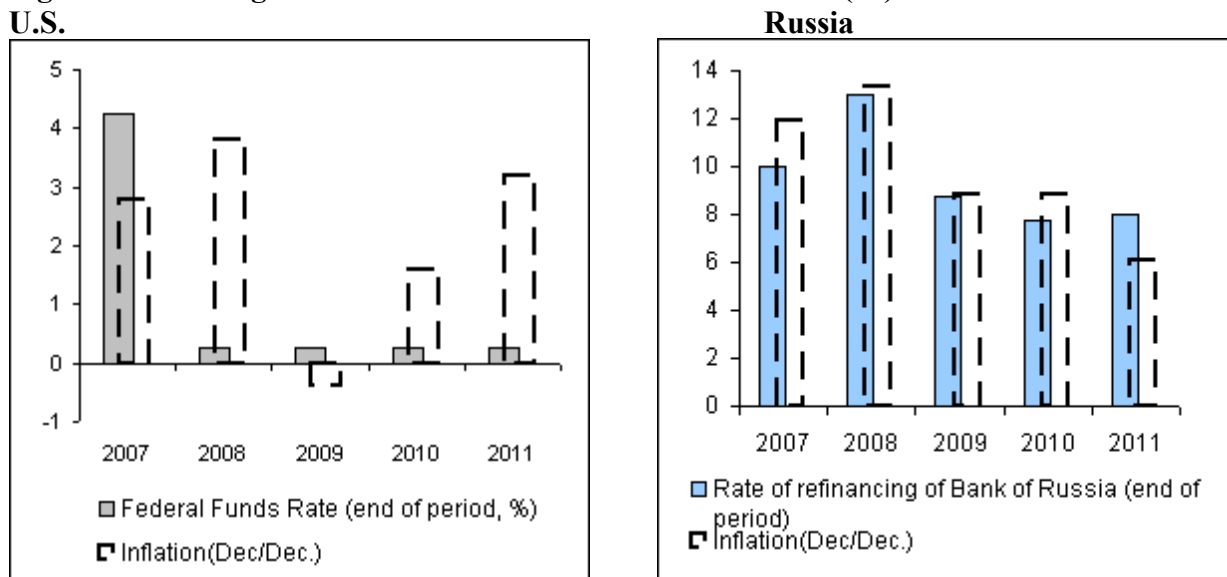 U.S.
Russia
5
4
3
2
1
0
-1
2007 2008 2009 2010 2011
Federal Funds Rate (end of period, %)
Inflation(Dec/Dec.)
14
12
10
8
6
4
2
0
2007 2008 2009 2010 2011
Rate of refinancing of Bank of Russia (end of
period)
Inflation(Dec/Dec.)